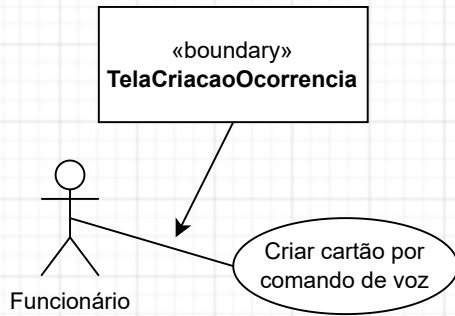 «boundary»
TelaCriacaoOcorrencia
Criar cartão por
comando de voz
Funcionário